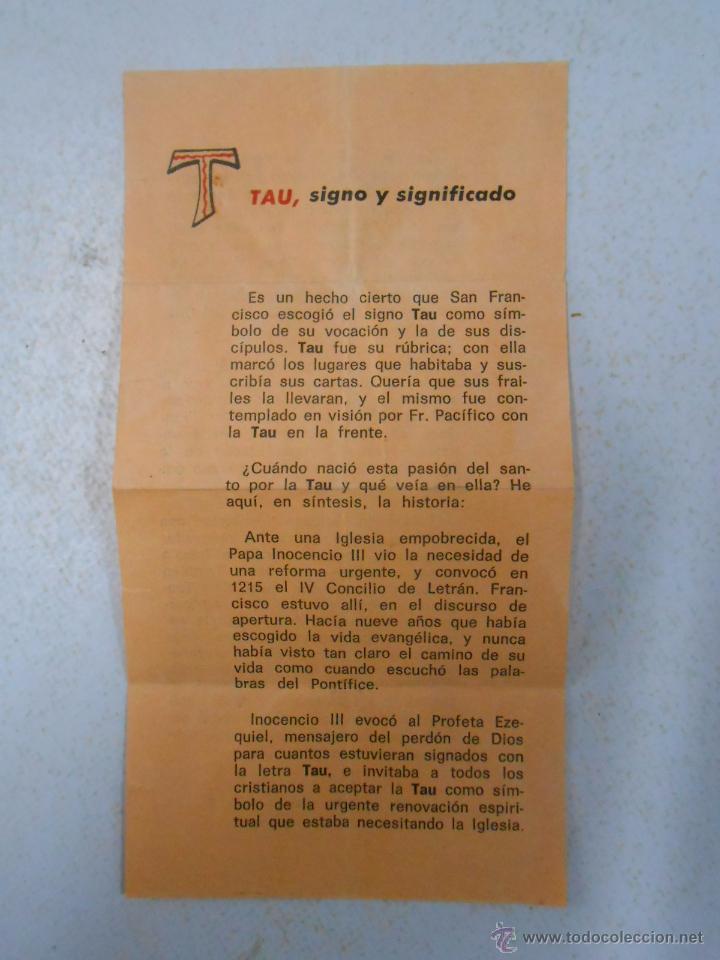 TAU, signo y significado
Es un hecho cierto que San Fran-
cisco escogió el signo Tau como sím-
bolo de su vocación y la de sus dis-
cípulos. Tau fue su rúbrica; con ella
marcó los lugares que habitaba y sus-
cribía sus cartas. Quería que sus frai-
les la llevaran, y el mismo fue con-
templado en visión por Fr. Pacífico con
la Tau en la frente.
¿Cuándo nació esta pasión del san-
to por la Tau y qué veía en ella? He
aquí, en síntesis, la historia:
Ante una Iglesia empobrecida, el
Papa Inocencio III vio la necesidad de
una reforma urgente, y convocó en
1215 el IV Concilio de Letrán. Fran-
cisco estuvo allí, en el discurso de
apertura. Hacía nueve años que había
escogido la vida evangélica, y nunca
había visto tan claro el camino de su
vida como cuando escuchó las pala-
bras del Pontífice.
Inocencio III evocó al Profeta Eze-
quiel, mensajero del perdón de Dios
para cuantos estuvieran signados con
la letra Tau, e invitaba a todos los
cristianos a aceptar la Tau como sím-
bolo de la urgente renovación espiri-
tual que estaba necesitando la Iglesia.
www.todocoleccion.net